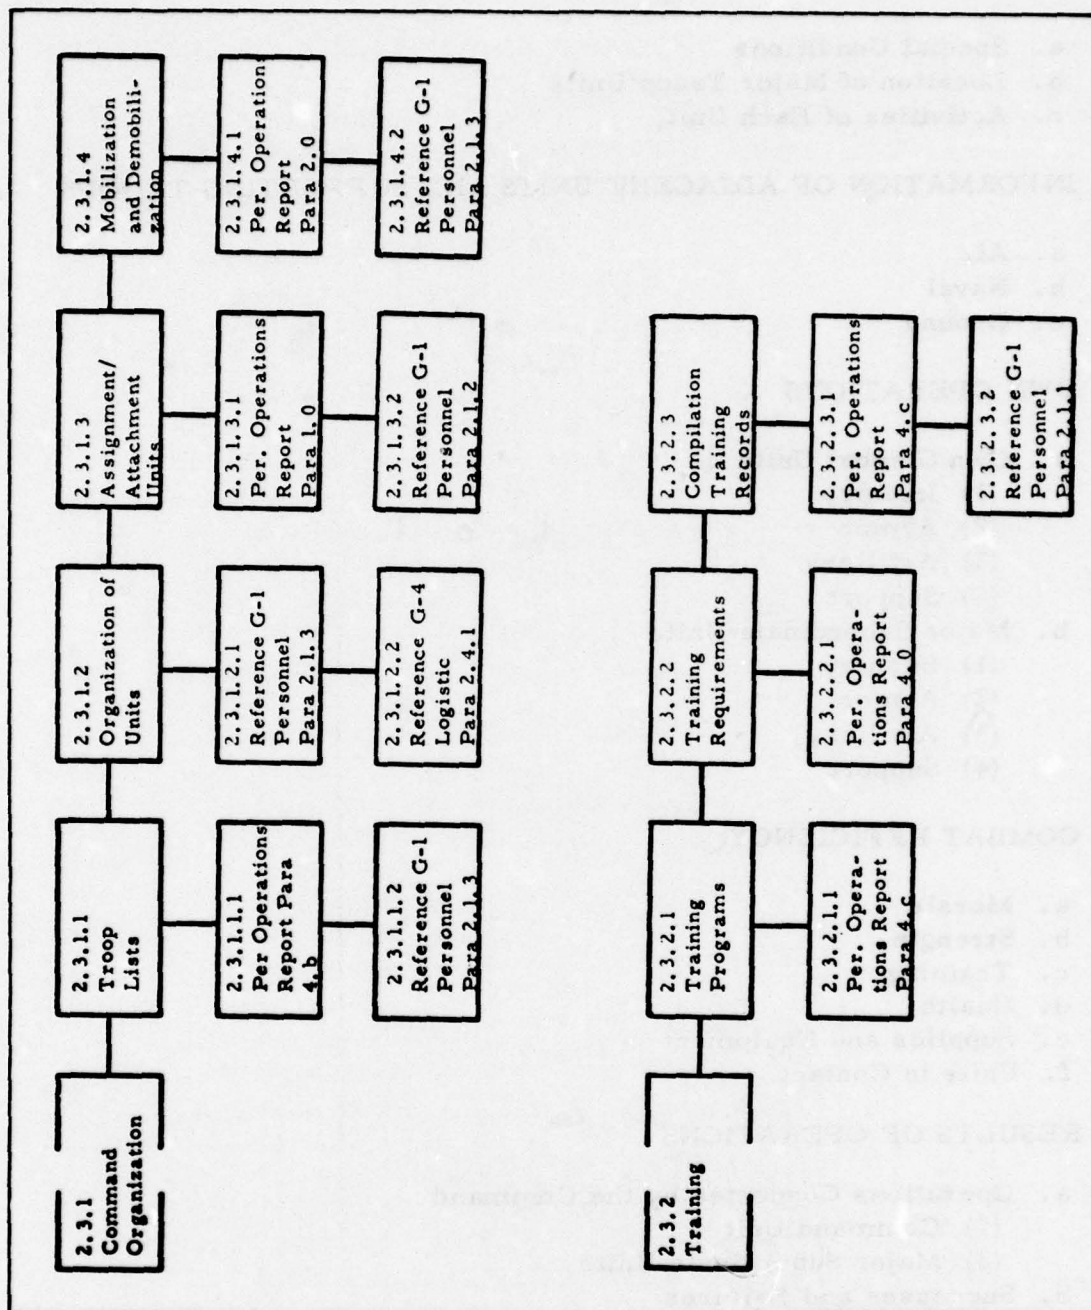 2.3.1
Command
Organization
2.3.1.1
Troop
Lists
2.3.1.2
Organization of
Units
2.3.1.3
Assignment/
Attachment
Units
2.3.1.4
Mobilization
and Demobili-
zation
2.3.1.1.1
Per Operations
Report Para
4.b
2.3.1.2.1
Reference G-1
Personnel
Para 2.1.3
2.3.1.3.1
Per. Operations
Report
Para 1.0
2.3.1.4.1
Per. Operations
Report
Para 2.0
2.3.1.1.2
Reference G-1
Personnel
Para 2.1.3
2.3.1.2.2
Reference G-4
Logistic
Para 2.4.1
2.3.1.3.2
Reference G-1
Personnel
Para 2.1.2
2.3.1.4.2
Reference G-1
Personnel
Para 2.1.3
2.3.2
Training
2.3.2.1
Training
Programs
2.3.2.2
Training
Requirements
2.3.2.3
Compilation
Training
Records
2.3.2.1.1
Per. Opera-
tions Report
Para 4.c
2.3.2.2.1
Per. Opera-
tions Report
Para 4.0
2.3.2.3.1
Per. Operations
Report
Para 4.c
2.3.2.3.2
Reference G-1
Personnel
Para 2.1.2